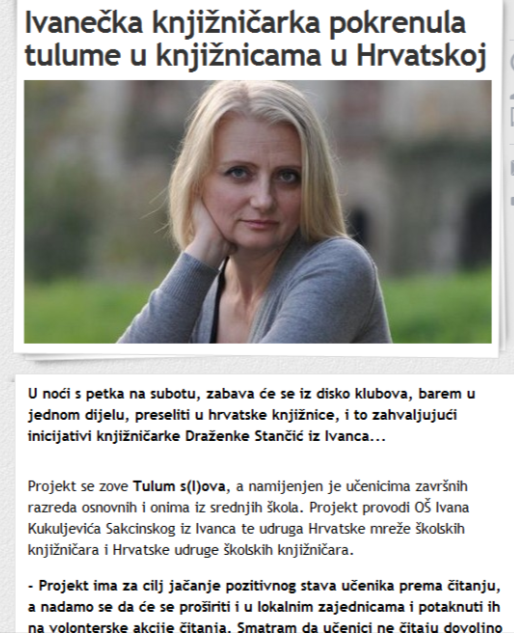 Ivanečka knjižničarka pokrenula
tulume u knjižnicama u Hrvatskoj
U noći s petka na subotu, zabava će se iz disko klubova, barem u
jednom dijelu, preseliti u hrvatske knjižnice, i to zahvaljujući
inicijativi knjižničarke Draženke Stančić iz Ivanca...
Projekt se zove Tulum s(l)ova, a namijenjen je učenicima završnih
razreda osnovnih i onima iz srednjih škola. Projekt provodi OŠ Ivana
Kukuljevića Sakcinskog iz Ivanca te udruga Hrvatske mreže školskih
knjižničara i Hrvatske udruge školskih knjižničara.
- Projekt ima za cilj jačanje pozitivnog stava učenika prema čitanju,
a nadamo se da će se proširiti i u lokalnim zajednicama i potaknuti ih
na volonterske akcije čitanja. Smatram da učenici ne čitaju dovoljno